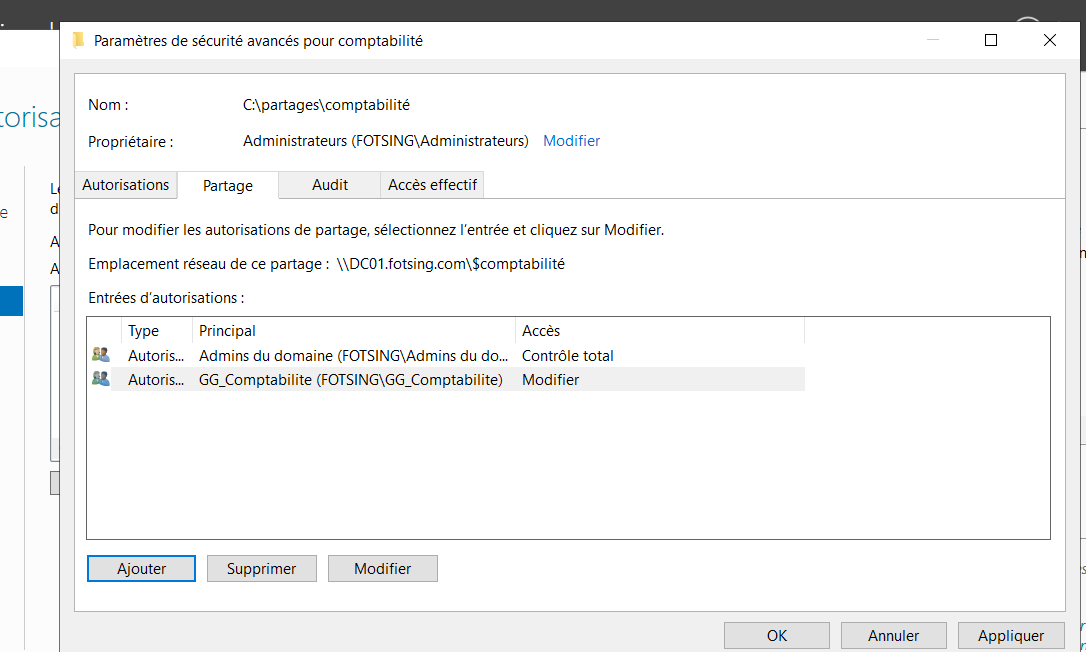 Paramètres de sécurité avancés pour comptabilité
Nom : C:\partages\comptabilité
Propriétaire : Administrateurs (FOTSING\Administrateurs) Modifier
Autorisations Partage Audit Accès effectif
Pour modifier les autorisations de partage, sélectionnez l'entrée et cliquez sur Modifier.
Emplacement réseau de ce partage : \\DC01.fotsing.com\$comptabilité
Entrées d'autorisations :
Type Principal Accès
Autoris... Admins du domaine (FOTSING\Admins du do... Contrôle total
Autoris... GG_Comptabilite (FOTSING\GG_Comptabilite) Modifier
Ajouter Supprimer Modifier
OK Annuler Appliquer